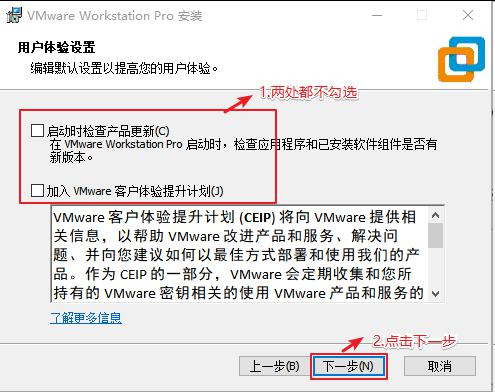 VMware Workstation Pro 安装
用户体验设置
编辑默认设置以提高您的用户体验。
1.两处都不勾选
启动时检查产品更新(C)
在 VMware Workstation Pro 启动时，检查应用程序和已安装软件组件是否有
新版本。
加入 VMware 客户体验提升计划(J)
VMware 客户体验提升计划 (CEIP) 将向 VMware 提供相
关信息，以帮助 VMware 改进产品和服务、解决问
题、并向您建议如何以最佳方式部署和使用我们的产
品。作为 CEIP 的一部分，VMware 会定期收集和您所
持有的 VMware 密钥相关的使用 VMware 产品和服务的
了解更多信息
2.点击下一步
上一步(B) 下一步(N) 取消